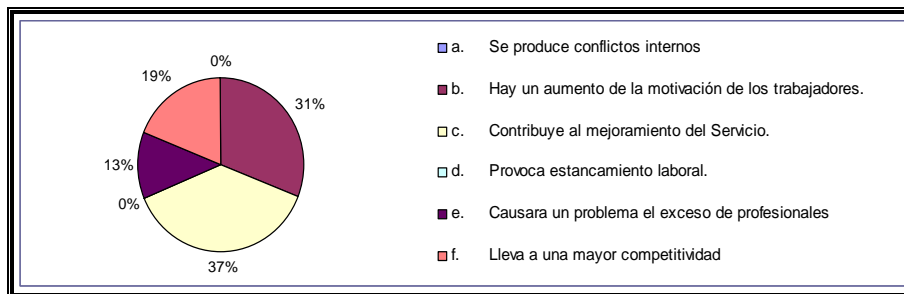 0%
19%
31%
13%
0%
37%
a. Se produce conflictos internos
b. Hay un aumento de la motivación de los trabajadores.
c. Contribuye al mejoramiento del Servicio.
d. Provoca estancamiento laboral.
e. Causara un problema el exceso de profesionales
f. Lleva a una mayor competitividad